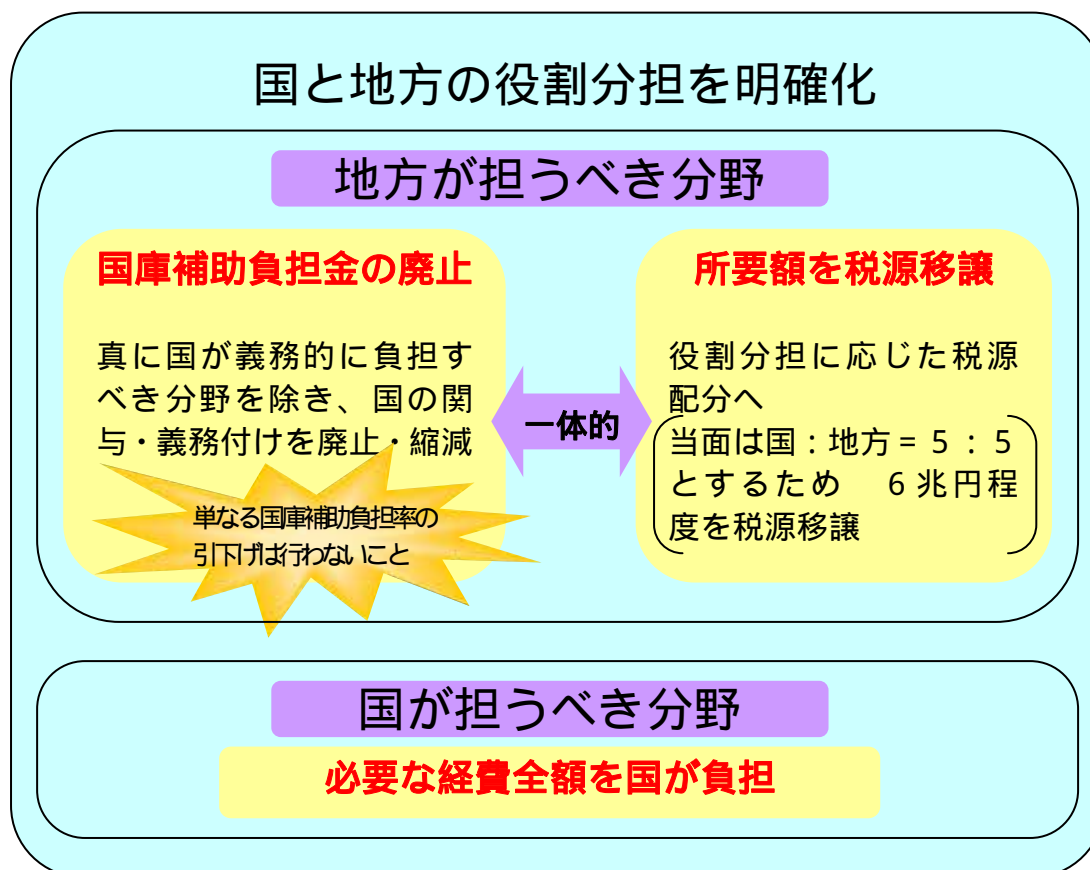 国と地方の役割分担を明確化
地方が担うべき分野
国庫補助負担金の廃止
真に国が義務的に負担す
べき分野を除き、国の関
与・義務付けを廃止・縮減
単なる国庫補助負担率の
引下げは行わないこと
一体的
所要額を税源移譲
役割分担に応じた税源
配分へ
当面は国：地方＝５：５
とするため　６兆円程
度を税源移譲
国が担うべき分野
必要な経費全額を国が負担